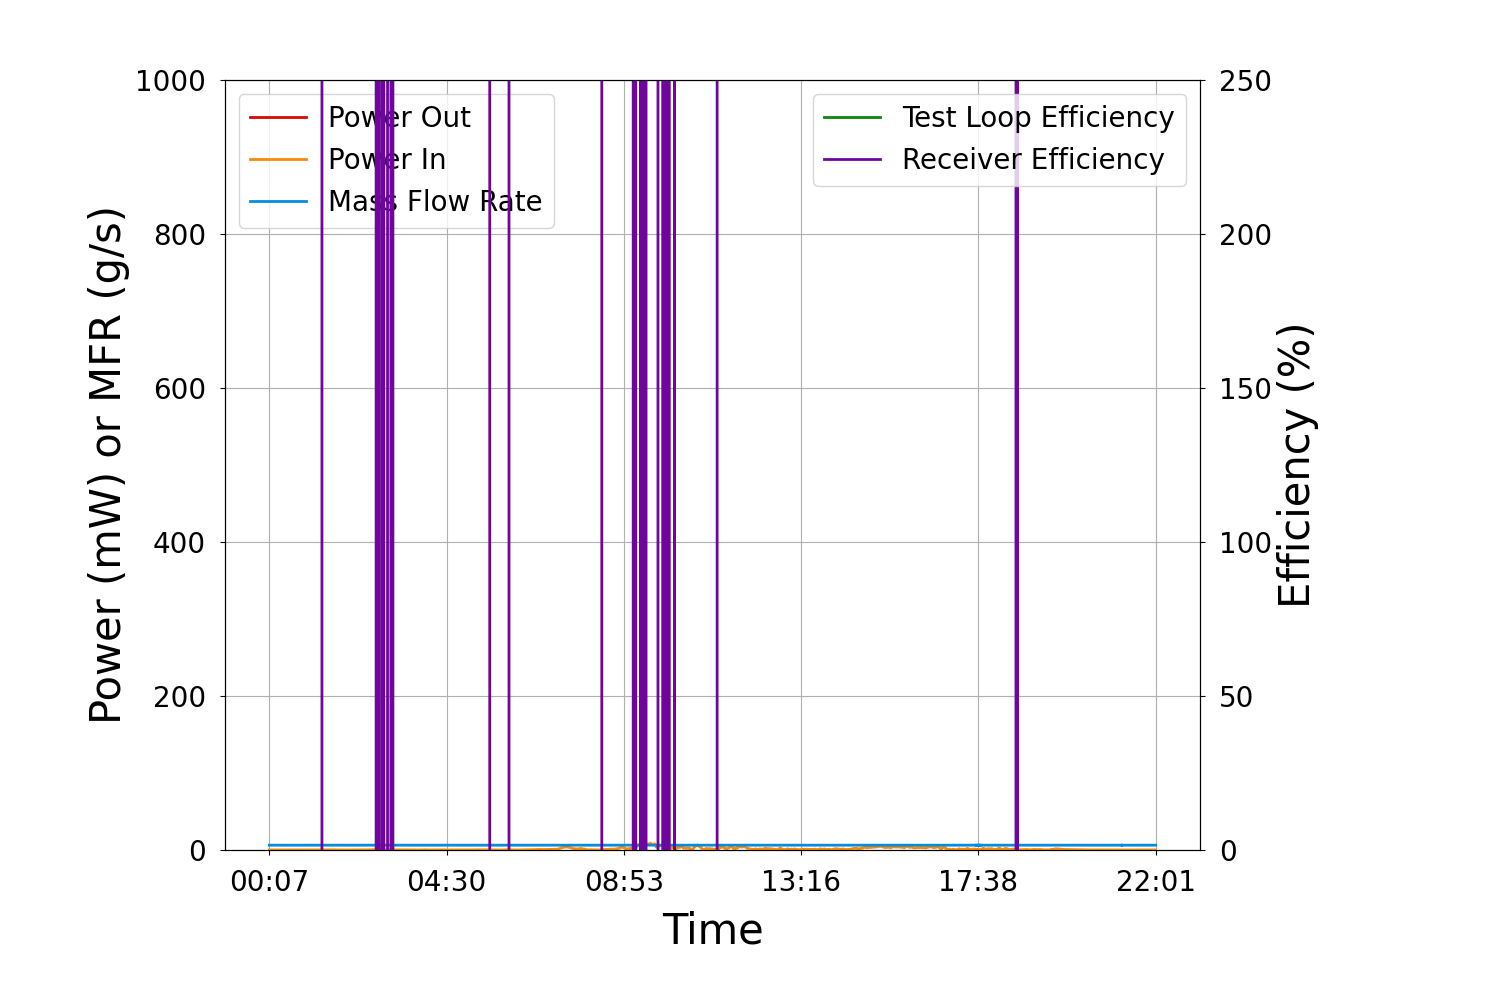 1000
800
600
400
200
0
250
200
150
100
50
0
Power Out
Power In
Mass Flow Rate
Test Loop Efficiency
Receiver Efficiency
Power (mW) or MFR (g/s)
Efficiency (%)
00:07 04:30 08:53 13:16 17:38 22:01
Time